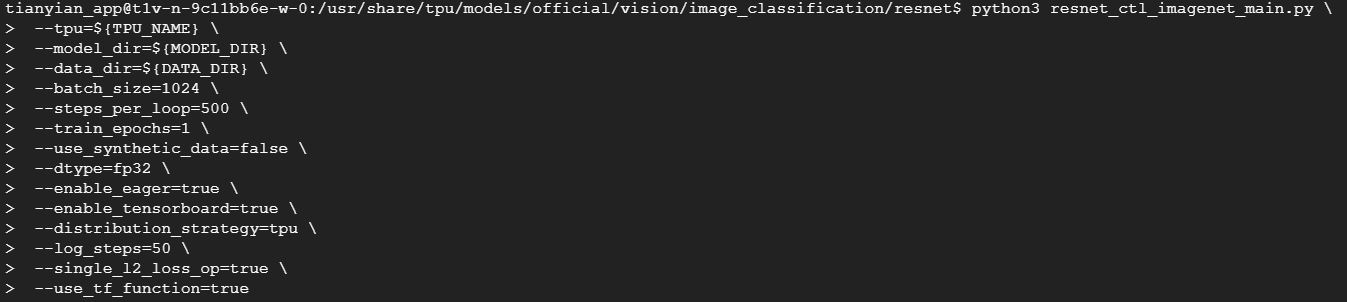 tianyian_app@t1v-n-9c11bb6e-w-0:/usr/share/tpu/models/official/vision/image_classification/resnet$ python3 resnet_ctl_imagenet_main.py \
>  --tpu=${TPU_NAME} \
>  --model_dir=${MODEL_DIR} \
>  --data_dir=${DATA_DIR} \
>  --batch_size=1024 \
>  --steps_per_loop=500 \
>  --train_epochs=1 \
>  --use_synthetic_data=false \
>  --dtype=fp32 \
>  --enable_eager=true \
>  --enable_tensorboard=true \
>  --distribution_strategy=tpu \
>  --log_steps=50 \
>  --single_l2_loss_op=true \
>  --use_tf_function=true